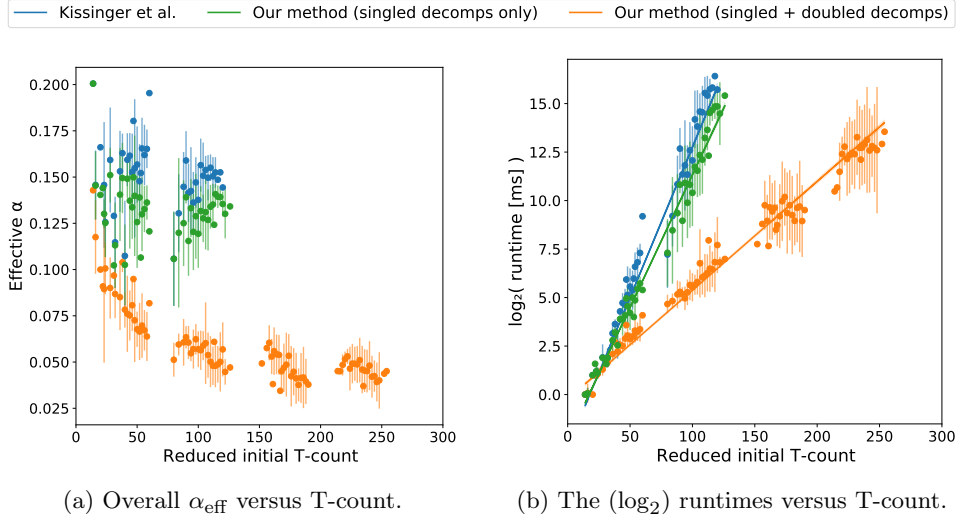 Kissinger et al. Our method (singled decomps only) Our method (singled + doubled decomps)
0.200
0.175
0.150
0.125
0.100
0.075
0.050
0.025
Effective α
0 50 100 150 200 250 300
Reduced initial T-count
(a) Overall αeff versus T-count.
15.0
12.5
10.0
7.5
5.0
2.5
0.0
log₂( runtime [ms] )
0 50 100 150 200 250 300
Reduced initial T-count
(b) The (log₂) runtimes versus T-count.